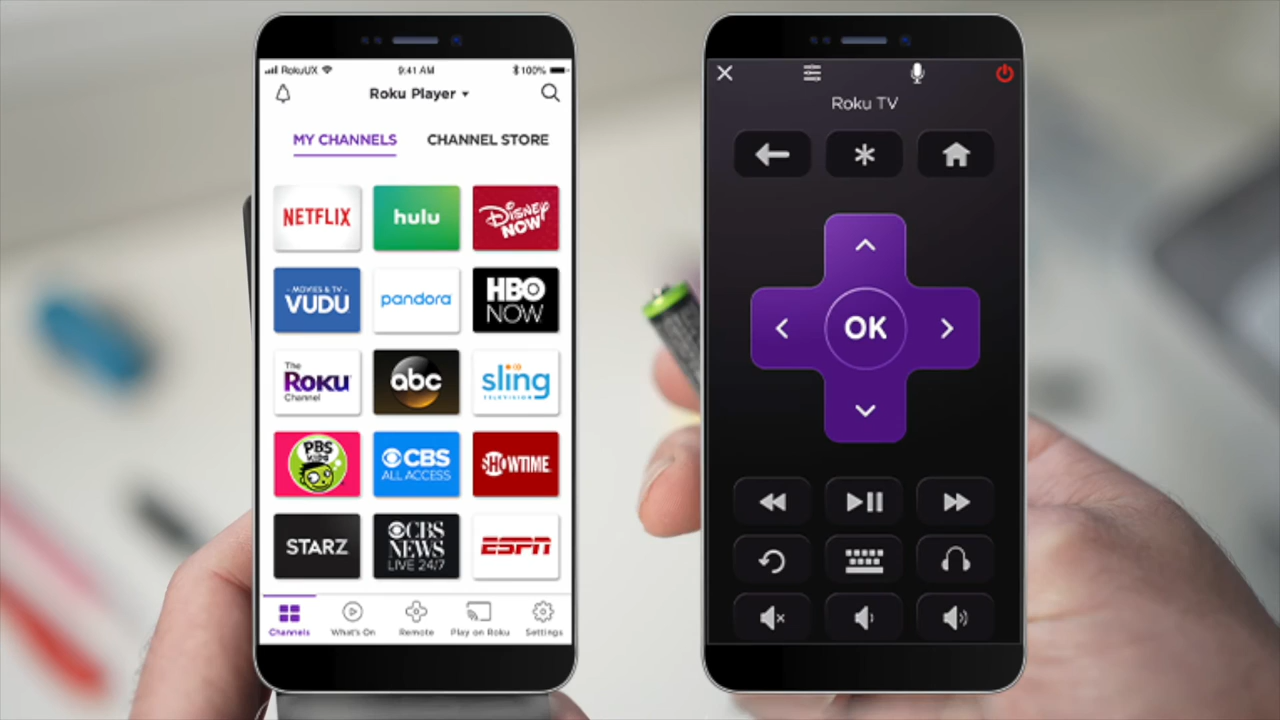 RokuUX 9:41 AM 100%
Roku Player
MY CHANNELS CHANNEL STORE
NETFLIX hulu DISNEY NOW
MOVIES & TV
VUDU pandora HBO NOW
The Roku Channel abc sling TELEVISION
PBS KIDS CBS ALL ACCESS SHOWTIME
STARZ CBS NEWS LIVE 24/7 ESPN
Channels What's On Remote Play on Roku Settings
Roku TV
OK